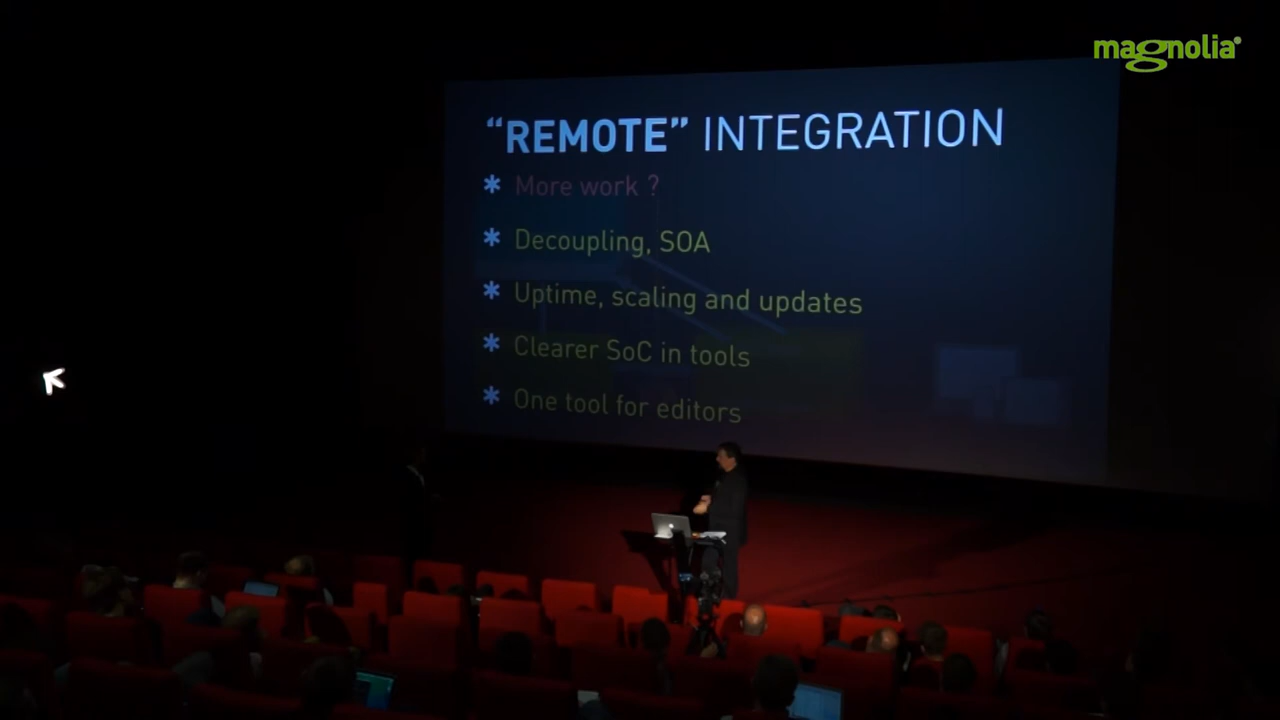 magnolia®
“REMOTE” INTEGRATION
* More work ?
* Decoupling, SOA
* Uptime, scaling and updates
* Clearer SoC in tools
* One tool for editors